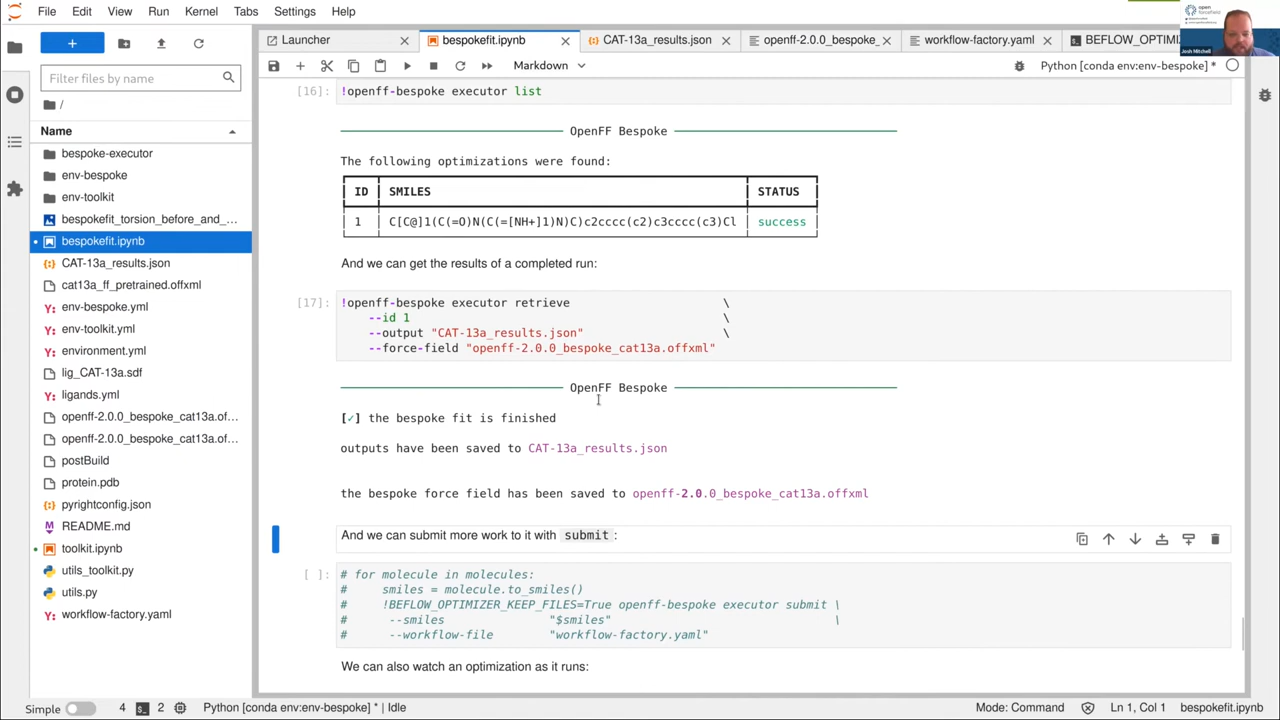 File Edit View Run Kernel Tabs Settings Help
Launcher
bespokefit.ipynb
CAT-13a_results.json
openff-2.0.0_bespoke_
workflow-factory.yaml
BEFLOW_OPTIMI
open
forcefield
Josh Mitchell
Filter files by name
Markdown
Python [conda env:env-bespoke] *
/
Name
bespoke-executor
env-bespoke
env-toolkit
bespokefit_torsion_before_and_...
bespokefit.ipynb
CAT-13a_results.json
cat13a_ff_pretrained.offxml
env-bespoke.yml
env-toolkit.yml
environment.yml
lig_CAT-13a.sdf
ligands.yml
openff-2.0.0_bespoke_cat13a.of...
openff-2.0.0_bespoke_cat13a.of...
postBuild
protein.pdb
pyrightconfig.json
README.md
toolkit.ipynb
utils_toolkit.py
utils.py
workflow-factory.yaml
[16]: !openff-bespoke executor list
OpenFF Bespoke
The following optimizations were found:
ID SMILES STATUS
1 C[C@]1(C(=O)N(C(=[NH+]1)N)C)c2cccc(c2)c3cccc(c3)Cl success
And we can get the results of a completed run:
[17]: !openff-bespoke executor retrieve \
--id 1 \
--output "CAT-13a_results.json" \
--force-field "openff-2.0.0_bespoke_cat13a.offxml"
OpenFF Bespoke
[✓] the bespoke fit is finished
outputs have been saved to CAT-13a_results.json
the bespoke force field has been saved to openff-2.0.0_bespoke_cat13a.offxml
And we can submit more work to it with submit:
[ ]: # for molecule in molecules:
# smiles = molecule.to_smiles()
# !BEFLOW_OPTIMIZER_KEEP_FILES=True openff-bespoke executor submit \
# --smiles "$smiles" \
# --workflow-file "workflow-factory.yaml"
We can also watch an optimization as it runs:
Simple 4 2 Python [conda env:env-bespoke] * | Idle Mode: Command Ln 1, Col 1 bespokefit.ipynb